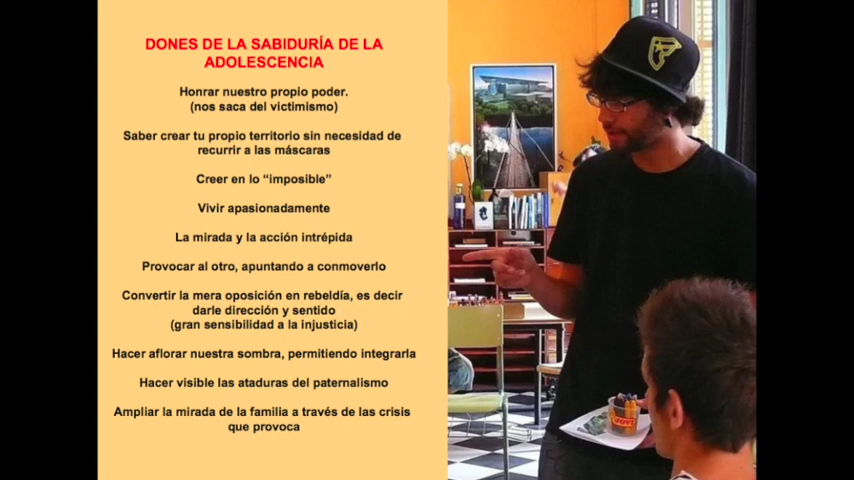 DONES DE LA SABIDURÍA DE LA
ADOLESCENCIA
Honrar nuestro propio poder.
(nos saca del victimismo)
Saber crear tu propio territorio sin necesidad de
recurrir a las máscaras
Creer en lo “imposible”
Vivir apasionadamente
La mirada y la acción intrépida
Provocar al otro, apuntando a conmoverlo
Convertir la mera oposición en rebeldía, es decir
darle dirección y sentido
(gran sensibilidad a la injusticia)
Hacer aflorar nuestra sombra, permitiendo integrarla
Hacer visible las ataduras del paternalismo
Ampliar la mirada de la familia a través de las crisis
que provoca
JOVI